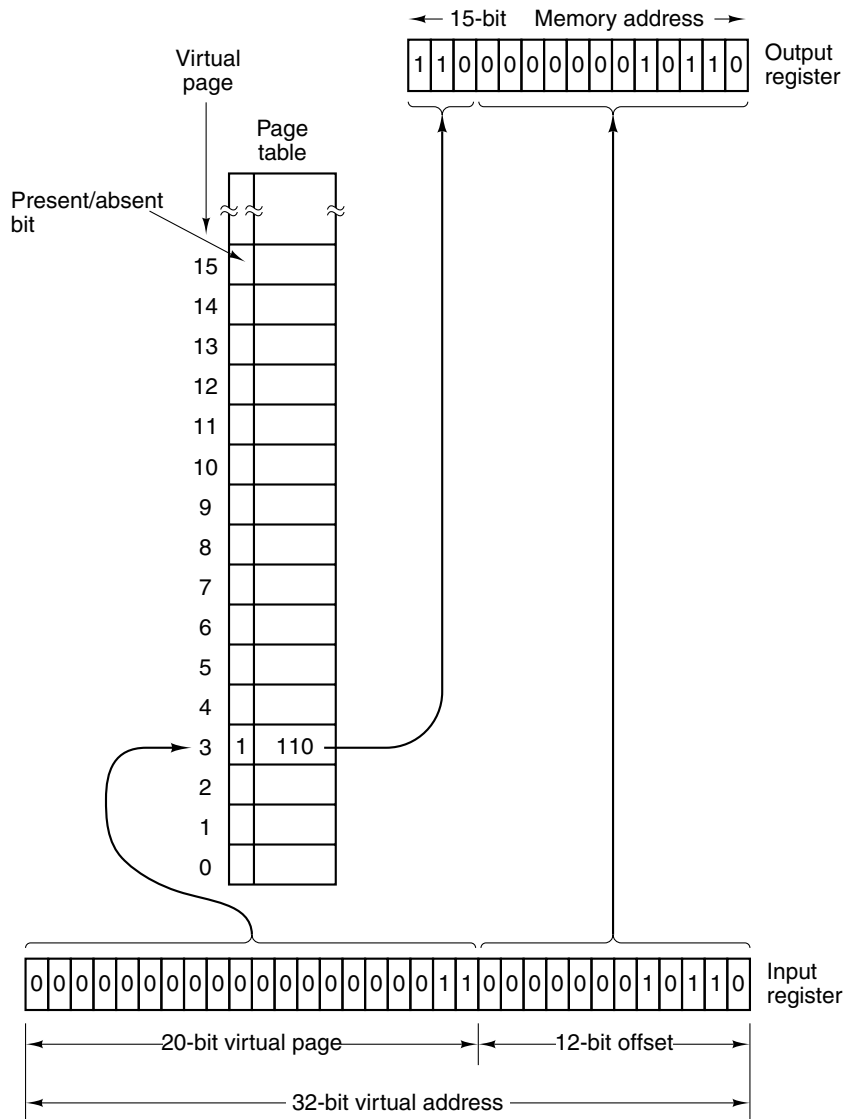 15-bit Memory address
1 1 0 0 0 0 0 0 0 0 1 0 1 1 0
Output
register
Virtual
page
Page
table
Present/absent
bit
15
14
13
12
11
10
9
8
7
6
5
4
3 1 110
2
1
0
0 0 0 0 0 0 0 0 0 0 0 0 0 0 0 0 0 0 1 1 0 0 0 0 0 0 0 1 0 1 1 0
Input
register
20-bit virtual page
12-bit offset
32-bit virtual address